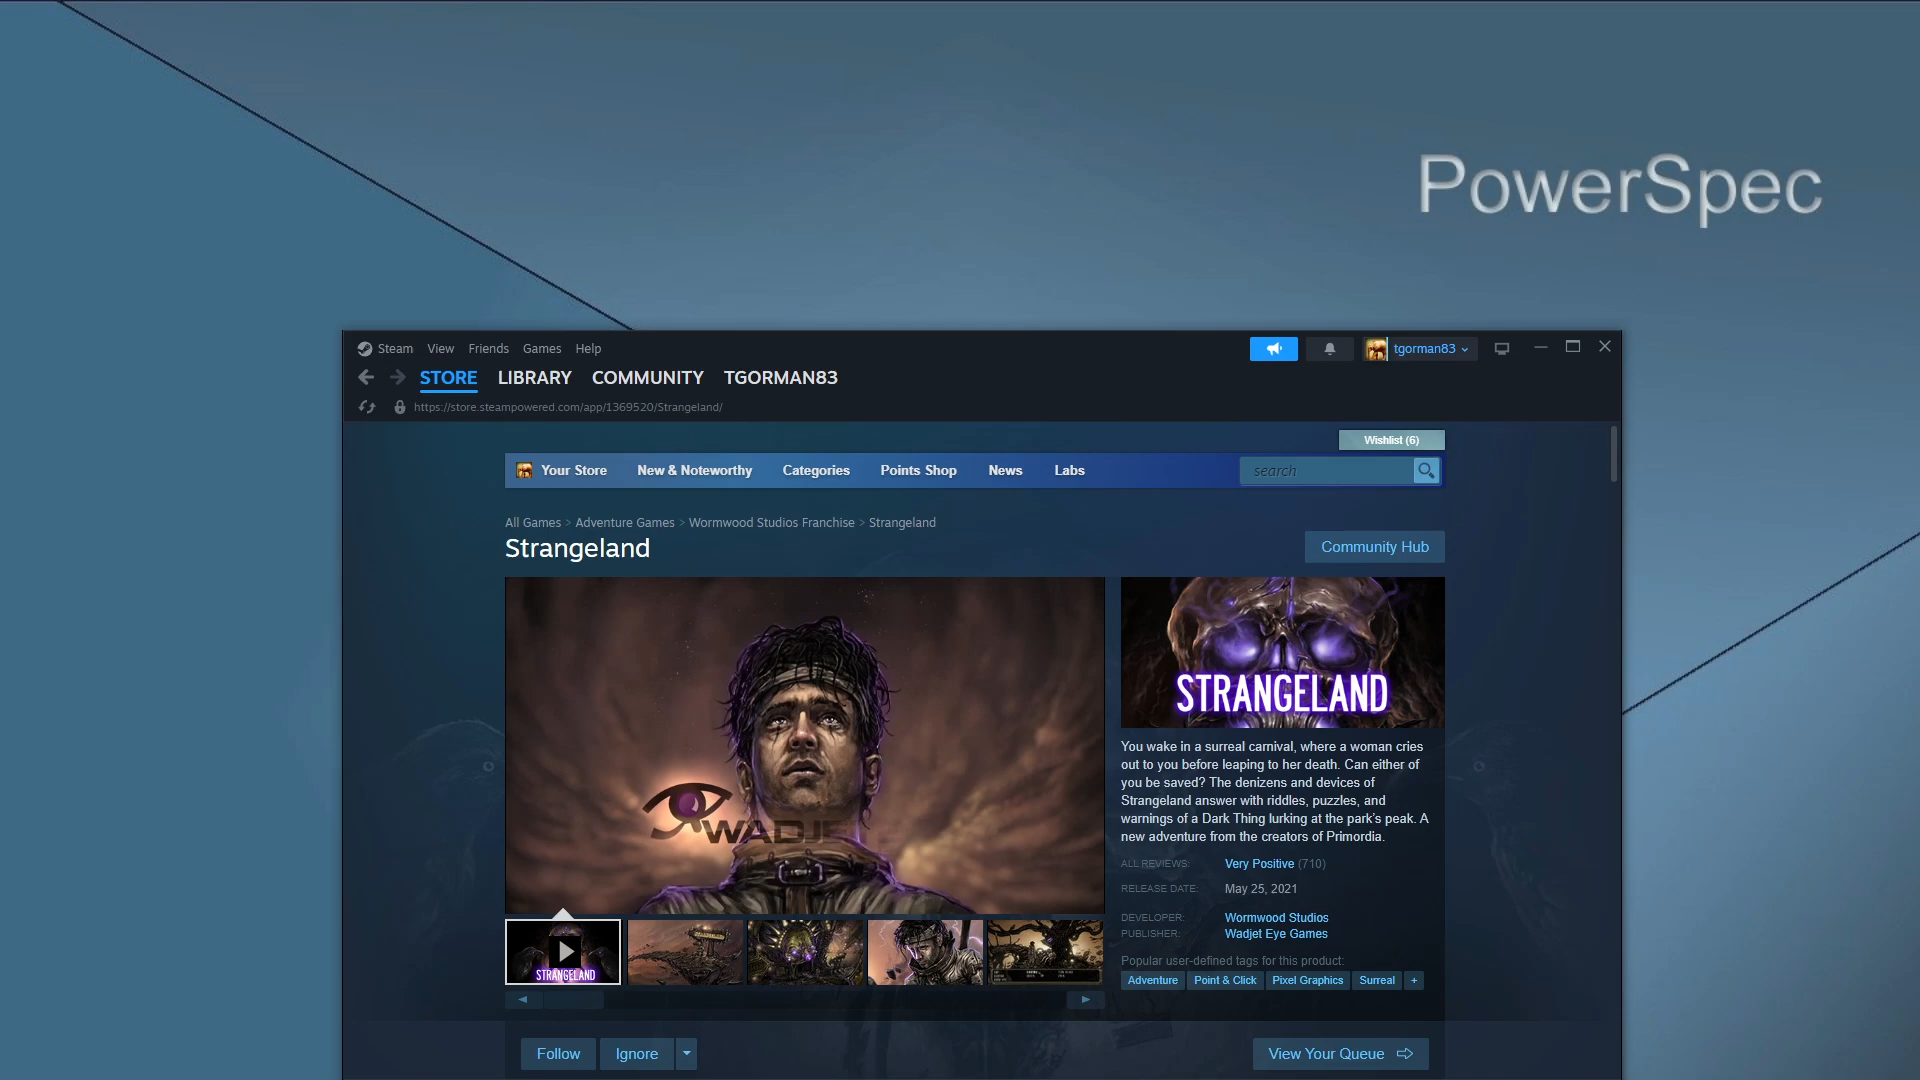 PowerSpec
Steam View Friends Games Help
tgorman83
STORE LIBRARY COMMUNITY TGORMAN83
https://store.steampowered.com/app/1369520/Strangeland/
Wishlist (6)
Your Store New & Noteworthy Categories Points Shop News Labs
search
All Games > Adventure Games > Wormwood Studios Franchise > Strangeland
Strangeland
Community Hub
STRANGELAND
WADJE
You wake in a surreal carnival, where a woman cries
out to you before leaping to her death. Can either of
you be saved? The denizens and devices of
Strangeland answer with riddles, puzzles, and
warnings of a Dark Thing lurking at the park's peak. A
new adventure from the creators of Primordia.
ALL REVIEWS: Very Positive (710)
RELEASE DATE: May 25, 2021
DEVELOPER: Wormwood Studios
PUBLISHER: Wadjet Eye Games
Popular user-defined tags for this product:
Adventure Point & Click Pixel Graphics Surreal +
STRANGELAND
Follow Ignore
View Your Queue